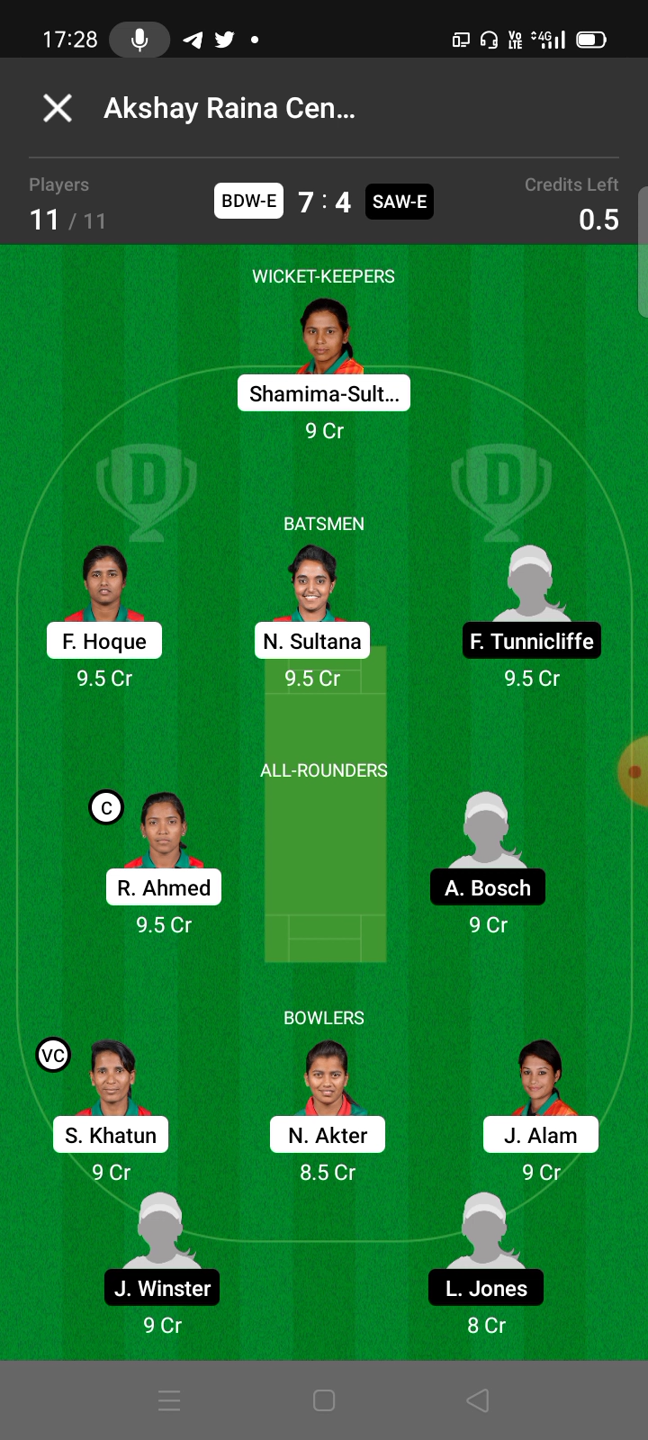 17:28 Vo LTE 4G
Akshay Raina Cen...
Players
Credits Left
11 / 11
BDW-E 7 : 4 SAW-E
0.5
WICKET-KEEPERS
Shamima-Sult...
9 Cr
D D
BATSMEN
F. Hoque N. Sultana F. Tunnicliffe
9.5 Cr 9.5 Cr 9.5 Cr
ALL-ROUNDERS
C
R. Ahmed A. Bosch
9.5 Cr 9 Cr
BOWLERS
VC
S. Khatun N. Akter J. Alam
9 Cr 8.5 Cr 9 Cr
J. Winster L. Jones
9 Cr 8 Cr